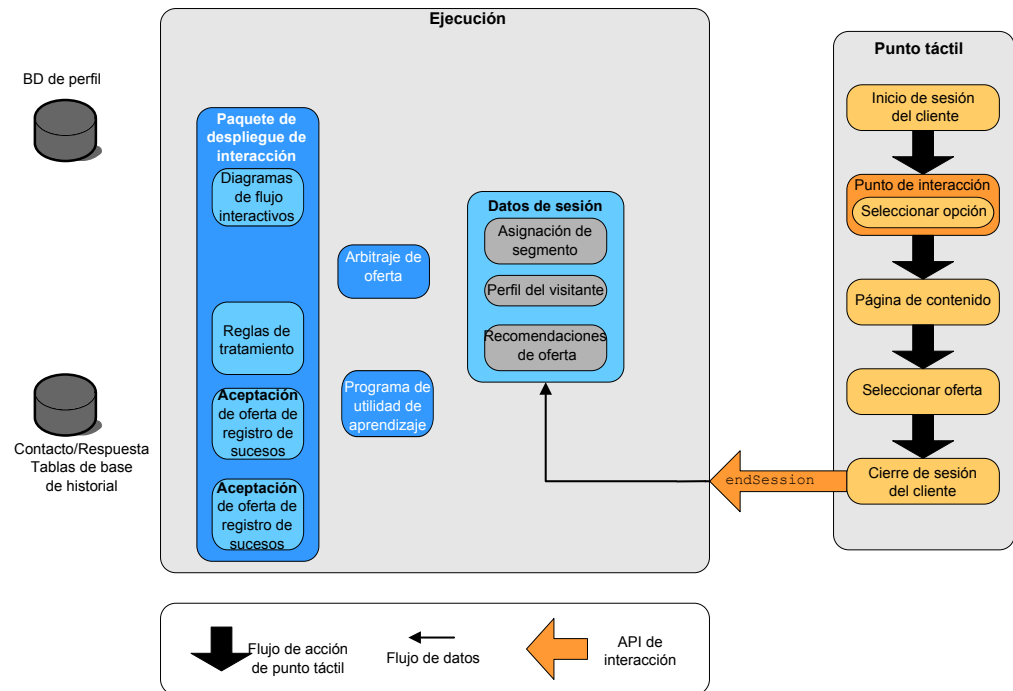 Ejecución
BD de perfil
Paquete de
despliegue de
interacción
Diagramas
de flujo
interactivos
Reglas de
tratamiento
Aceptación
de oferta de
registro de
sucesos
Aceptación
de oferta de
registro de
sucesos
Arbitraje de
oferta
Programa de
utilidad de
aprendizaje
Datos de sesión
Asignación de
segmento
Perfil del visitante
Recomendaciones
de oferta
Contacto/Respuesta
Tablas de base
de historial
Punto táctil
Inicio de sesión
del cliente
Punto de interacción
Seleccionar opción
Página de contenido
Seleccionar oferta
Cierre de sesión
del cliente
endSession
Flujo de acción
de punto táctil
Flujo de datos
API de
interacción